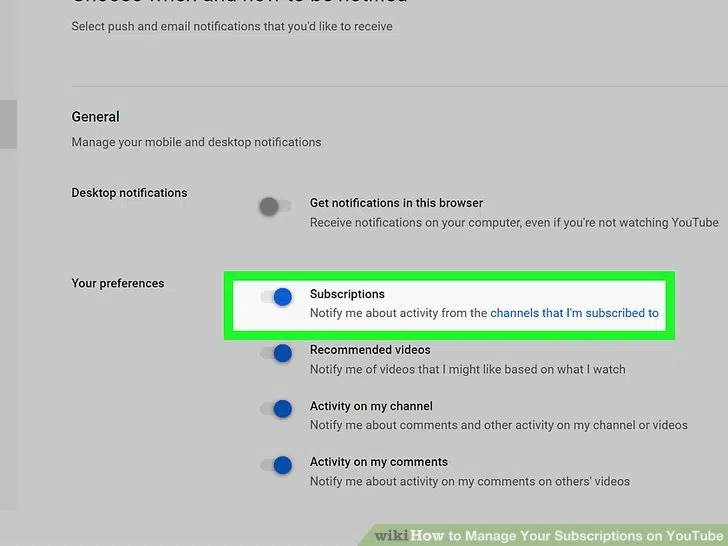 Choose when and how to be notified
Select push and email notifications that you'd like to receive
General
Manage your mobile and desktop notifications
Desktop notifications
Get notifications in this browser
Receive notifications on your computer, even if you're not watching YouTube
Your preferences
Subscriptions
Notify me about activity from the channels that I'm subscribed to
Recommended videos
Notify me of videos that I might like based on what I watch
Activity on my channel
Notify me about comments and other activity on my channel or videos
Activity on my comments
Notify me about activity on my comments on others' videos
wikiHow to Manage Your Subscriptions on YouTube